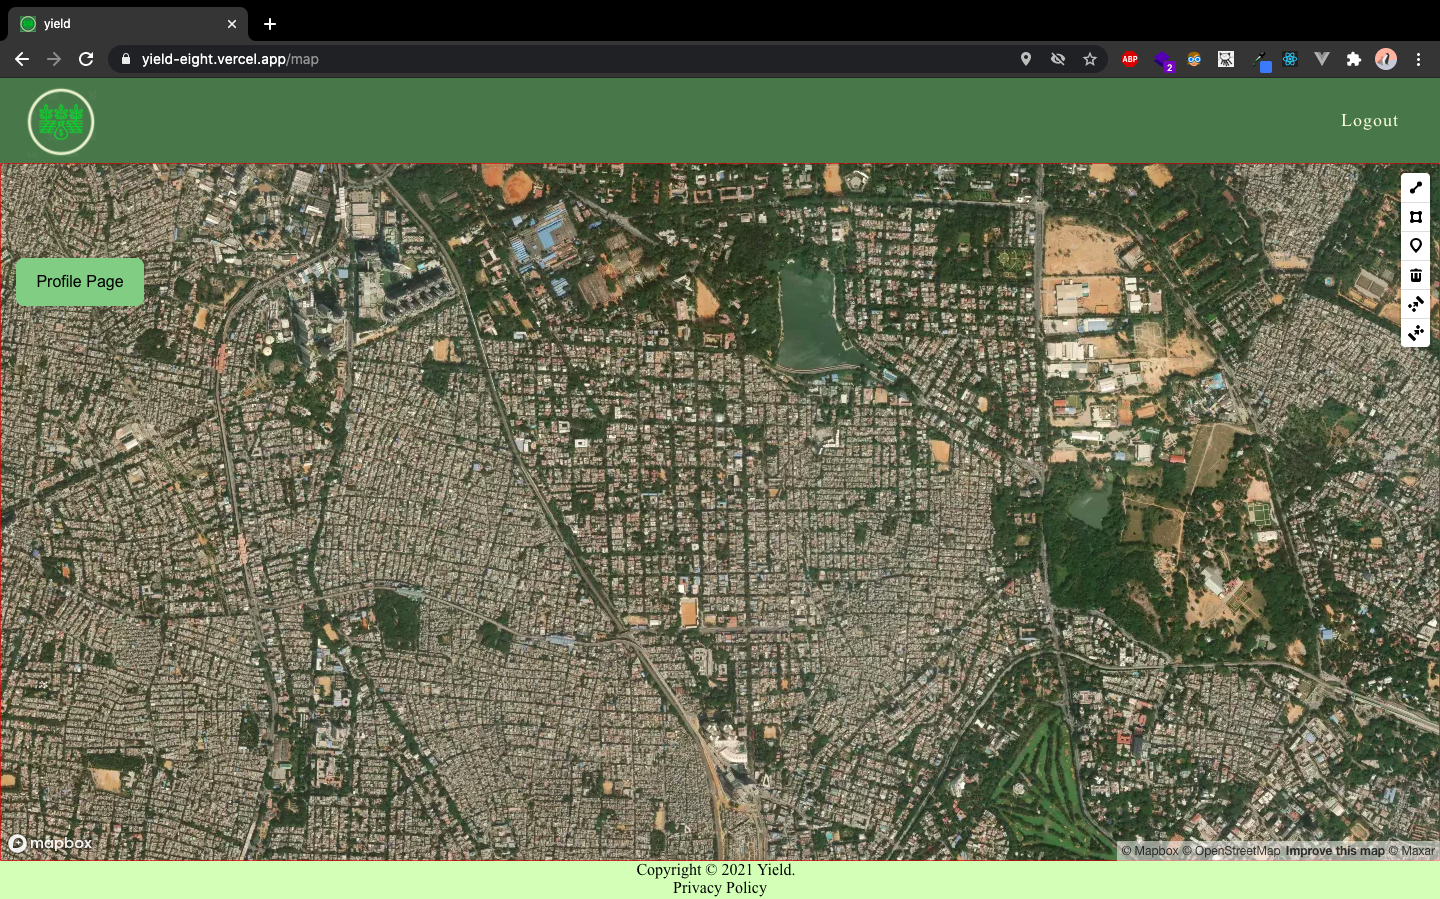 yield
yield-eight.vercel.app/map
ABP
2
Logout
Profile Page
mapbox
© Mapbox © OpenStreetMap Improve this map © Maxar
Copyright © 2021 Yield.
Privacy Policy